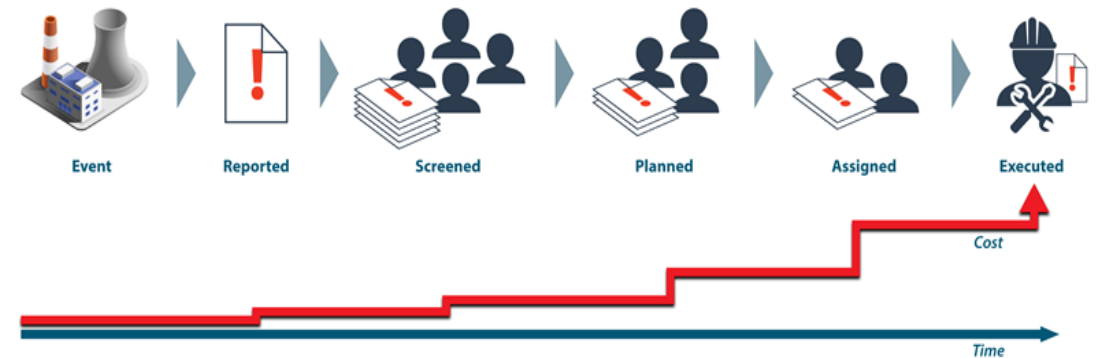 Event
Reported
Screened
Planned
Assigned
Executed
Cost
Time